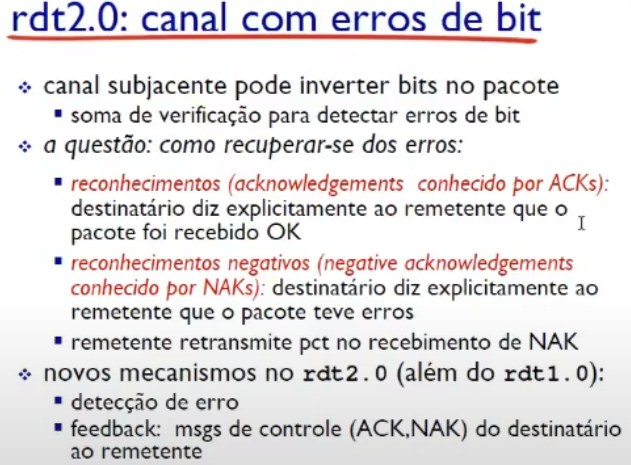 rdt2.0: canal com erros de bit
canal subjacente pode inverter bits no pacote
soma de verificação para detectar erros de bit
a questão: como recuperar-se dos erros:
reconhecimentos (acknowledgements conhecido por ACKs):
destinatário diz explicitamente ao remetente que o
pacote foi recebido OK
reconhecimentos negativos (negative acknowledgements
conhecido por NAKs): destinatário diz explicitamente ao
remetente que o pacote teve erros
remetente retransmite pct no recebimento de NAK
novos mecanismos no rdt2.0 (além do rdt1.0):
detecção de erro
feedback: msgs de controle (ACK,NAK) do destinatário
ao remetente